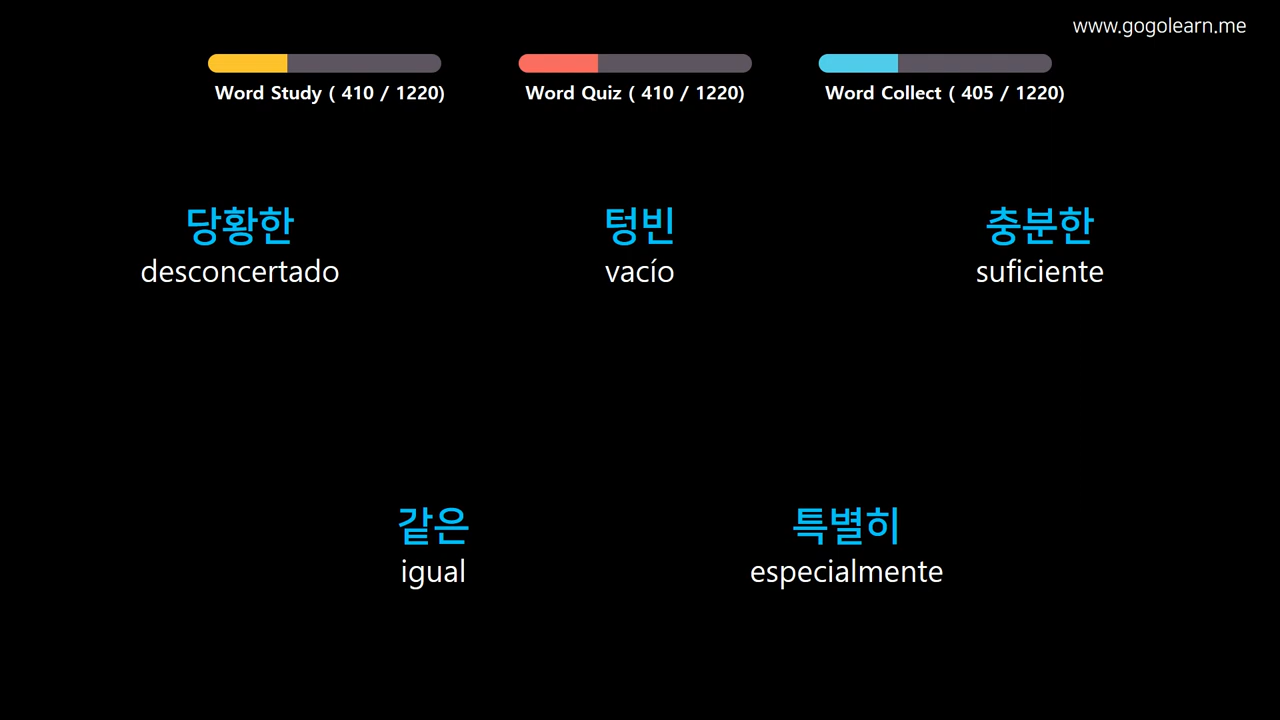 www.gogolearn.me
Word Study ( 410 / 1220)
Word Quiz ( 410 / 1220)
Word Collect ( 405 / 1220)
당황한
desconcertado
텅빈
vacío
충분한
suficiente
같은
igual
특별히
especialmente